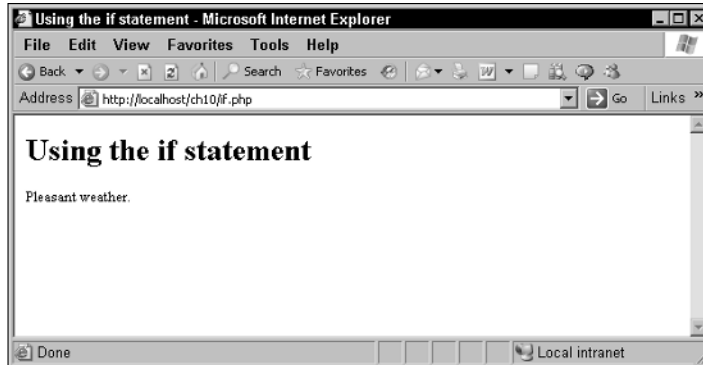 Using the if statement - Microsoft Internet Explorer
File Edit View Favorites Tools Help
Back Search Favorites
Address http://localhost/ch10/if.php Go Links »
Using the if statement
Pleasant weather.
Done Local intranet